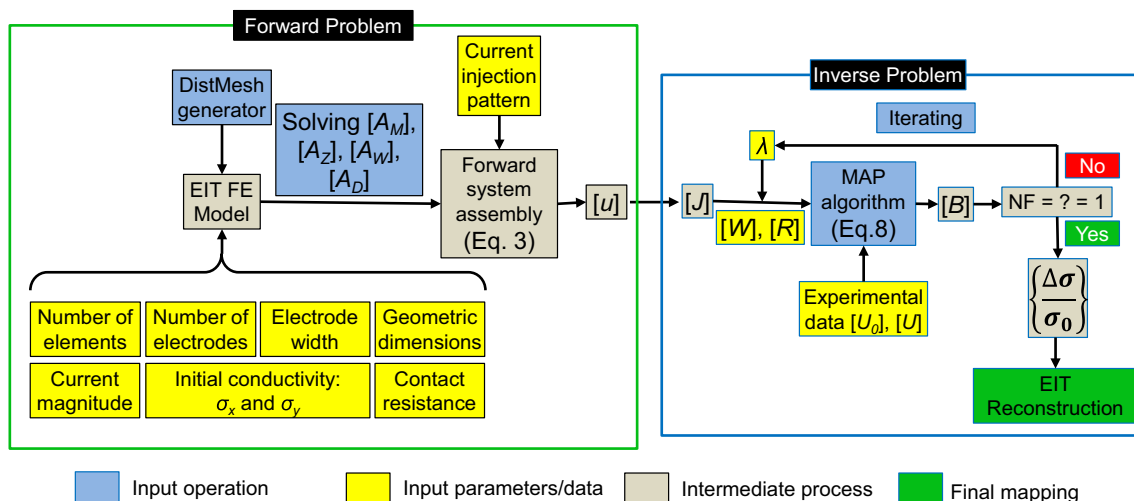 Forward Problem
DistMesh
generator
Current
injection
pattern
Solving [A_M],
[A_Z], [A_W],
[A_D]
EIT FE
Model
Forward
system
assembly
(Eq. 3)
[u]
Number of
elements
Number of
electrodes
Electrode
width
Geometric
dimensions
Current
magnitude
Initial conductivity:
σ_x and σ_y
Contact
resistance
Inverse Problem
Iterating
λ
No
[J]
[W], [R]
MAP
algorithm
(Eq.8)
[B]
NF = ? = 1
Yes
Experimental
data [U_0], [U]
{Δσ/σ_0}
EIT
Reconstruction
Input operation
Input parameters/data
Intermediate process
Final mapping